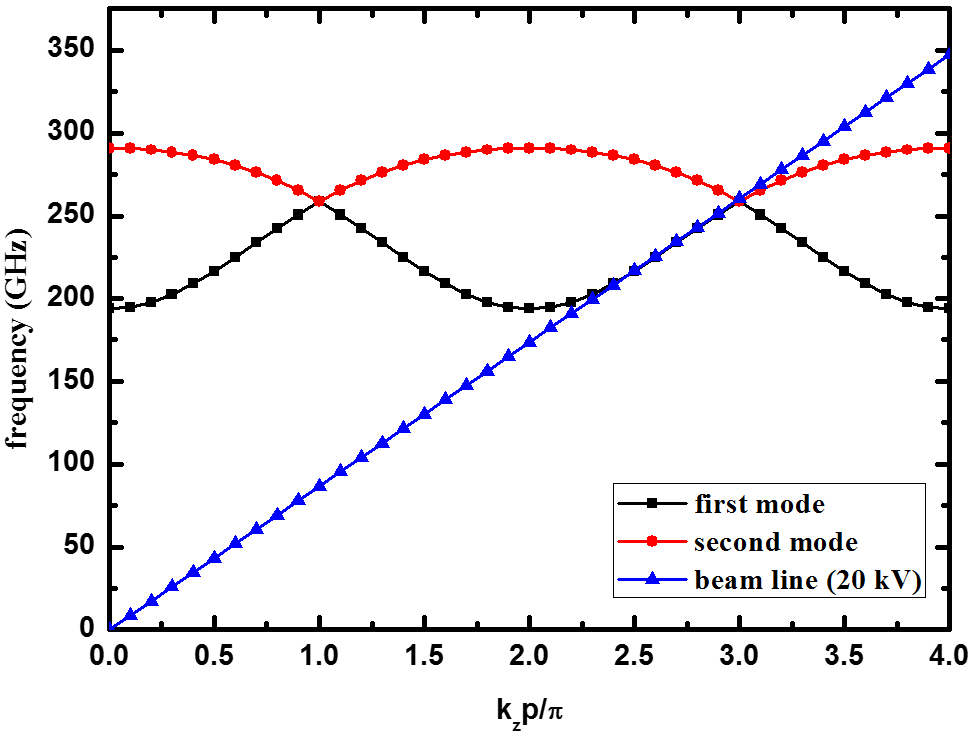 350
300
250
200
150
100
50
0
frequency (GHz)
first mode
second mode
beam line (20 kV)
0.0 0.5 1.0 1.5 2.0 2.5 3.0 3.5 4.0
kzp/π